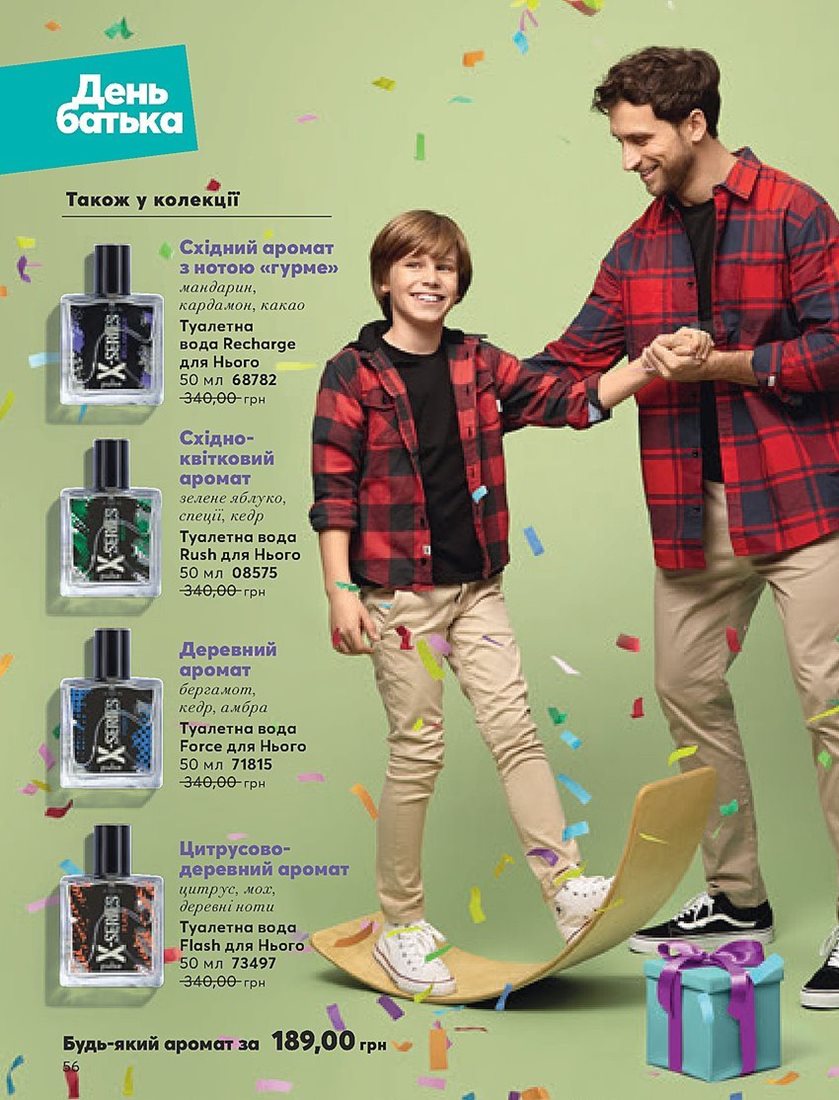 День
батька
Також у колекції
Східний аромат
з нотою «гурме»
мандарин,
кардамон, какао
Туалетна
вода Recharge
для Нього
50 мл 68782
340,00 грн
X-SERIES
Східно-
квітковий
аромат
зелене яблуко,
спеції, кедр
Туалетна вода
Rush для Нього
50 мл 08575
340,00 грн
X-SERIES
Деревний
аромат
бергамот,
кедр, амбра
Туалетна вода
Force для Нього
50 мл 71815
340,00 грн
X-SERIES
Цитрусово-
деревний аромат
цитрус, мох,
деревні ноти
Туалетна вода
Flash для Нього
50 мл 73497
340,00 грн
X-SERIES
Будь-який аромат за 189,00 грн
56